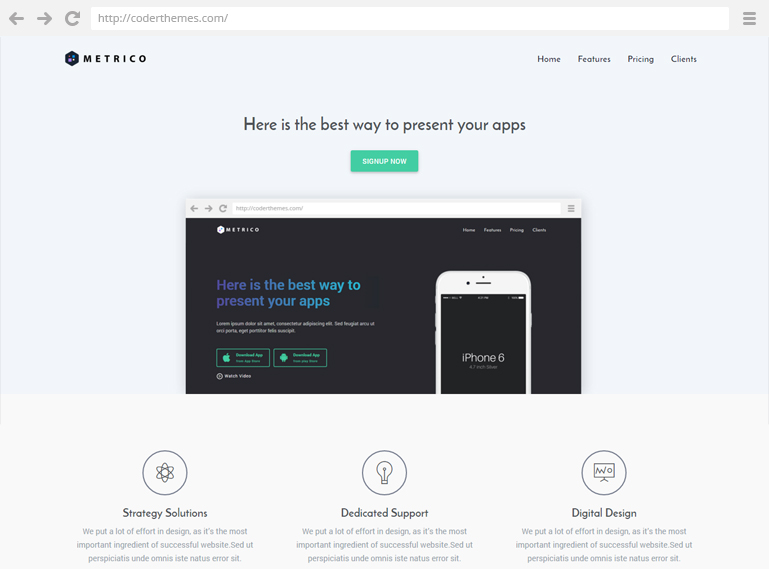 http://coderthemes.com/
METRICO
Home Features Pricing Clients
Here is the best way to present your apps
SIGNUP NOW
http://coderthemes.com/
METRICO
Home Features Pricing Clients
Here is the best way to
present your apps
Lorem ipsum dolor sit amet, consectetur adipiscing elit. Sed feugiat arcu ut
orci porta, eget porttitor felis suscipit.
Download App
Download App
Watch Video
4:21 PM
iPhone 6
4.7 inch Silver
Strategy Solutions
We put a lot of effort in design, as it's the most
important ingredient of successful website.Sed ut
perspiciatis unde omnis iste natus error sit.
Dedicated Support
We put a lot of effort in design, as it's the most
important ingredient of successful website.Sed ut
perspiciatis unde omnis iste natus error sit.
Digital Design
We put a lot of effort in design, as it's the most
important ingredient of successful website.Sed ut
perspiciatis unde omnis iste natus error sit.